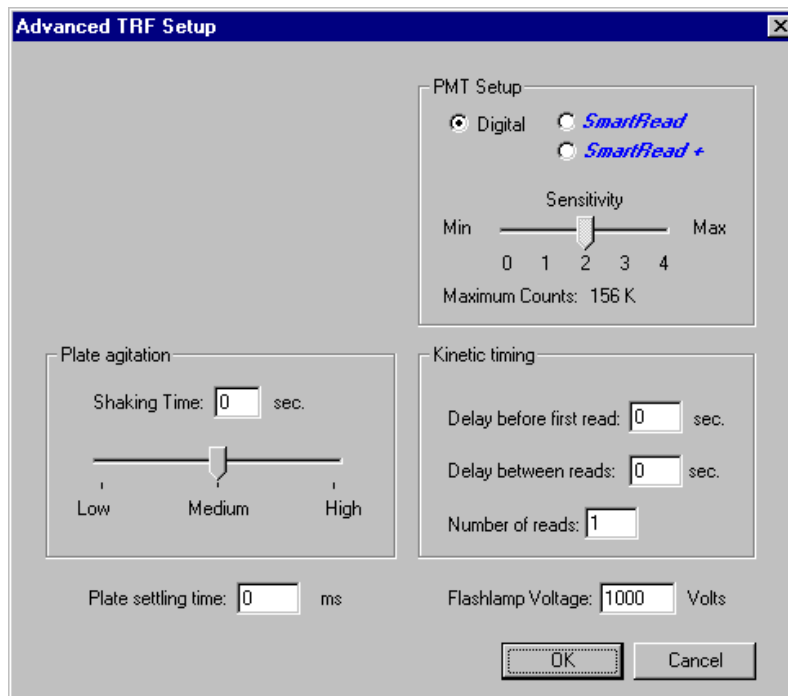 Advanced TRF Setup
PMT Setup
Digital
SmartRead
SmartRead +
Sensitivity
Min Max
0 1 2 3 4
Maximum Counts: 156 K
Plate agitation
Shaking Time: 0 sec.
Low Medium High
Kinetic timing
Delay before first read: 0 sec.
Delay between reads: 0 sec.
Number of reads: 1
Plate settling time: 0 ms
Flashlamp Voltage: 1000 Volts
OK Cancel